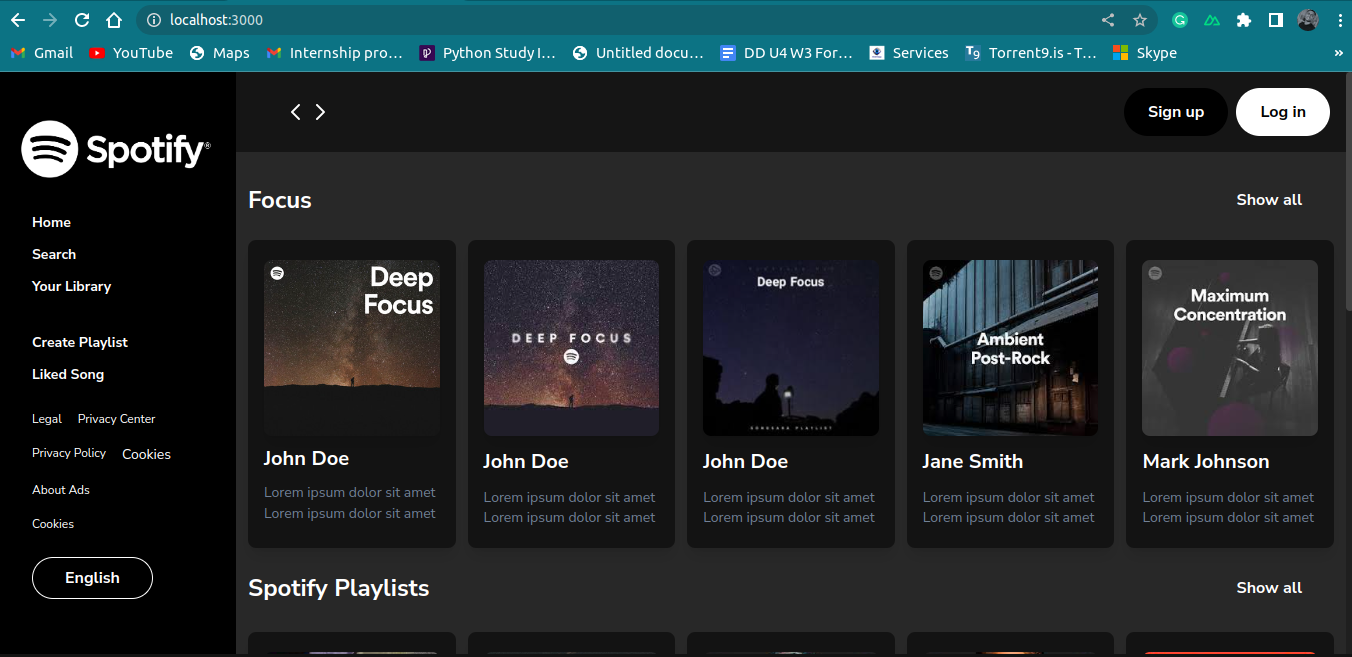 localhost:3000
Gmail YouTube Maps Internship pro... Python Study I... Untitled docu... DD U4 W3 For... Services T9 Torrent9.is - T... Skype »
Spotify®
Sign up Log in
Home
Search
Your Library
Create Playlist
Liked Song
Legal Privacy Center
Privacy Policy Cookies
About Ads
Cookies
English
Focus Show all
Deep
Focus
DEEP FOCUS
Deep Focus
Ambient
Post-Rock
Maximum
Concentration
John Doe John Doe John Doe Jane Smith Mark Johnson
Lorem ipsum dolor sit amet Lorem ipsum dolor sit amet Lorem ipsum dolor sit amet Lorem ipsum dolor sit amet Lorem ipsum dolor sit amet
Lorem ipsum dolor sit amet Lorem ipsum dolor sit amet Lorem ipsum dolor sit amet Lorem ipsum dolor sit amet Lorem ipsum dolor sit amet
Spotify Playlists Show all